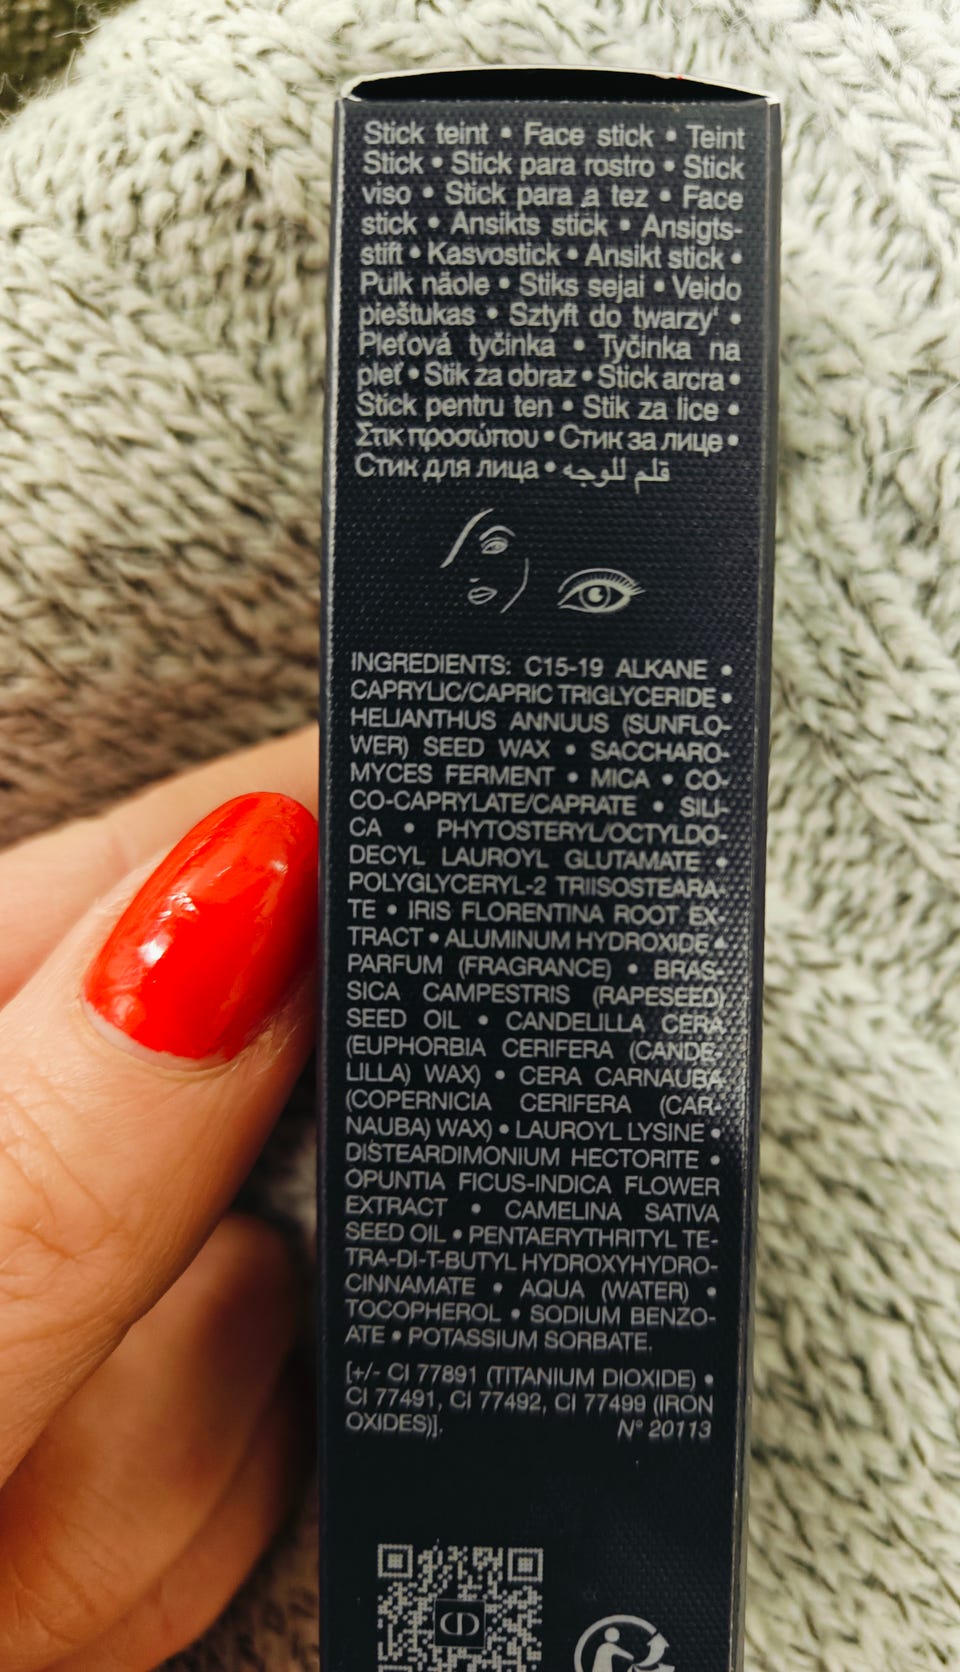 Stick teint • Face stick • Teint
Stick • Stick para rostro • Stick
viso • Stick para a tez • Face
stick • Ansikts stick • Ansigts-
stift • Kasvostick • Ansikt stick •
Pulk näole • Stiks sejai • Veido
pieštukas • Sztyft do twarzy •
Pleťová tyčinka • Tyčinka na
pleť • Stik za obraz • Stick arcra •
Stick pentru ten • Stik za lice •
Στικ προσώπου • Стик за лице •
Стик для лица • قلم للوجه
INGREDIENTS: C15-19 ALKANE •
CAPRYLIC/CAPRIC TRIGLYCERIDE •
HELIANTHUS ANNUUS (SUNFLO-
WER) SEED WAX • SACCHARO-
MYCES FERMENT • MICA • CO-
CO-CAPRYLATE/CAPRATE • SILI-
CA • PHYTOSTERYL/OCTYLDO-
DECYL LAUROYL GLUTAMATE •
POLYGLYCERYL-2 TRIISOSTEARA-
TE • IRIS FLORENTINA ROOT EX-
TRACT • ALUMINUM HYDROXIDE •
PARFUM (FRAGRANCE) • BRAS-
SICA CAMPESTRIS (RAPESEED)
SEED OIL • CANDELILLA CERA
(EUPHORBIA CERIFERA (CANDE-
LILLA) WAX) • CERA CARNAUBA
(COPERNICIA CERIFERA (CAR-
NAUBA) WAX) • LAUROYL LYSINE •
DISTEARDIMONIUM HECTORITE •
OPUNTIA FICUS-INDICA FLOWER
EXTRACT • CAMELINA SATIVA
SEED OIL • PENTAERYTHRITYL TE-
TRA-DI-T-BUTYL HYDROXYHYDRO-
CINNAMATE • AQUA (WATER) •
TOCOPHEROL • SODIUM BENZO-
ATE • POTASSIUM SORBATE.
[+/- CI 77891 (TITANIUM DIOXIDE) •
CI 77491, CI 77492, CI 77499 (IRON
OXIDES)]. N° 20113
CD